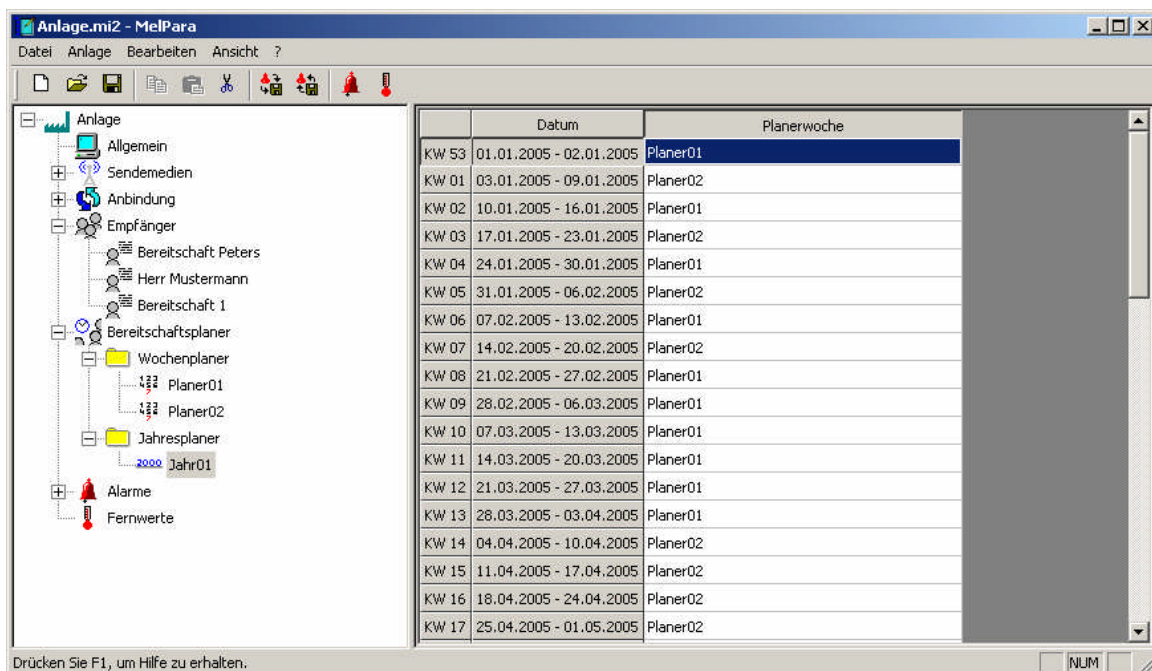 Anlage.mi2 - MelPara
Datei Anlage Bearbeiten Ansicht ?
Anlage
Allgemein
Sendemedien
Anbindung
Empfänger
Bereitschaft Peters
Herr Mustermann
Bereitschaft 1
Bereitschaftsplaner
Wochenplaner
Planer01
Planer02
Jahresplaner
2000 Jahr01
Alarme
Fernwerte
Datum Planerwoche
KW 53 01.01.2005 - 02.01.2005 Planer01
KW 01 03.01.2005 - 09.01.2005 Planer02
KW 02 10.01.2005 - 16.01.2005 Planer01
KW 03 17.01.2005 - 23.01.2005 Planer02
KW 04 24.01.2005 - 30.01.2005 Planer01
KW 05 31.01.2005 - 06.02.2005 Planer02
KW 06 07.02.2005 - 13.02.2005 Planer01
KW 07 14.02.2005 - 20.02.2005 Planer02
KW 08 21.02.2005 - 27.02.2005 Planer01
KW 09 28.02.2005 - 06.03.2005 Planer01
KW 10 07.03.2005 - 13.03.2005 Planer01
KW 11 14.03.2005 - 20.03.2005 Planer01
KW 12 21.03.2005 - 27.03.2005 Planer01
KW 13 28.03.2005 - 03.04.2005 Planer01
KW 14 04.04.2005 - 10.04.2005 Planer02
KW 15 11.04.2005 - 17.04.2005 Planer02
KW 16 18.04.2005 - 24.04.2005 Planer02
KW 17 25.04.2005 - 01.05.2005 Planer02
Drücken Sie F1, um Hilfe zu erhalten. NUM